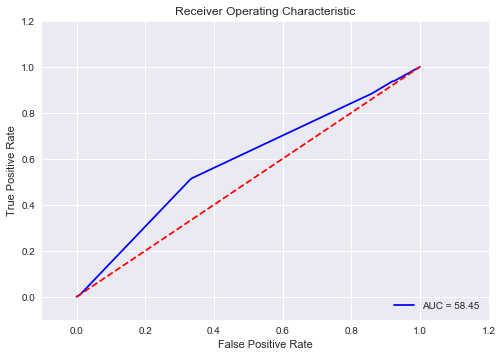 Receiver Operating Characteristic
1.2
1.0
0.8
0.6
0.4
0.2
0.0
True Positive Rate
AUC = 58.45
0.0 0.2 0.4 0.6 0.8 1.0 1.2
False Positive Rate